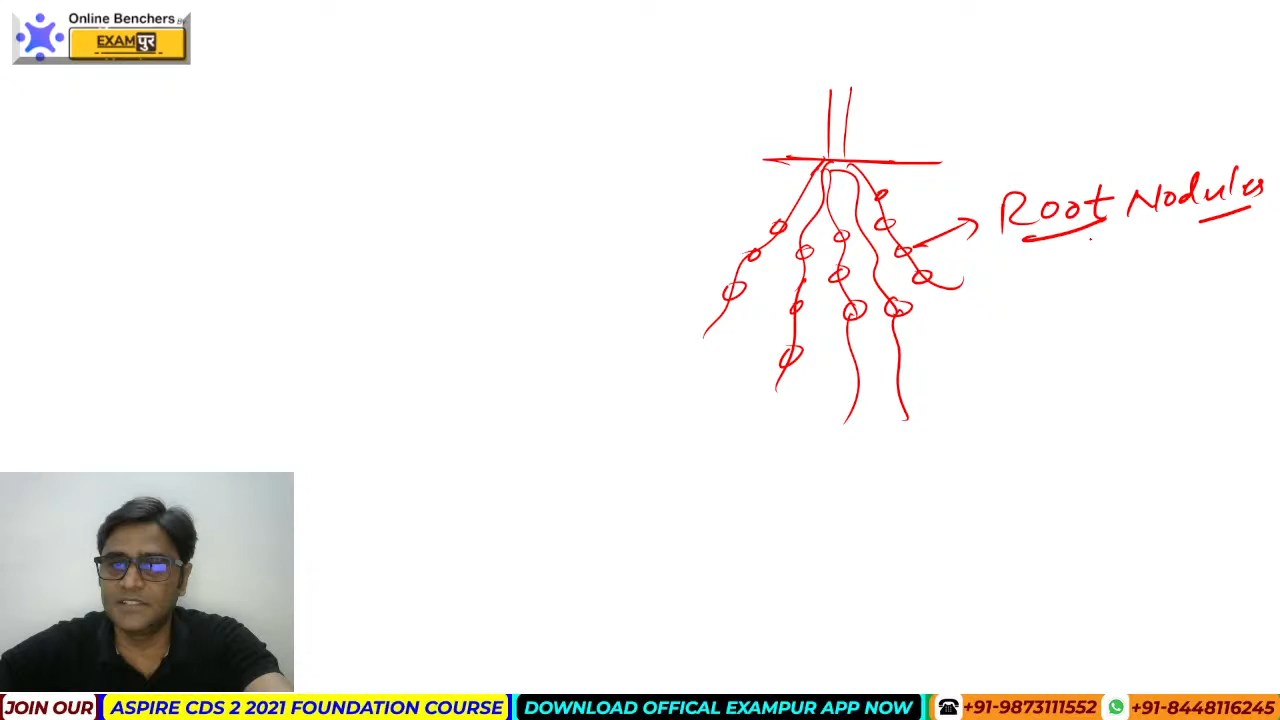 Online Benchers By
EXAMपुर
Root Nodules
JOIN OUR ASPIRE CDS 2 2021 FOUNDATION COURSE DOWNLOAD OFFICAL EXAMPUR APP NOW +91-9873111552 +91-8448116245